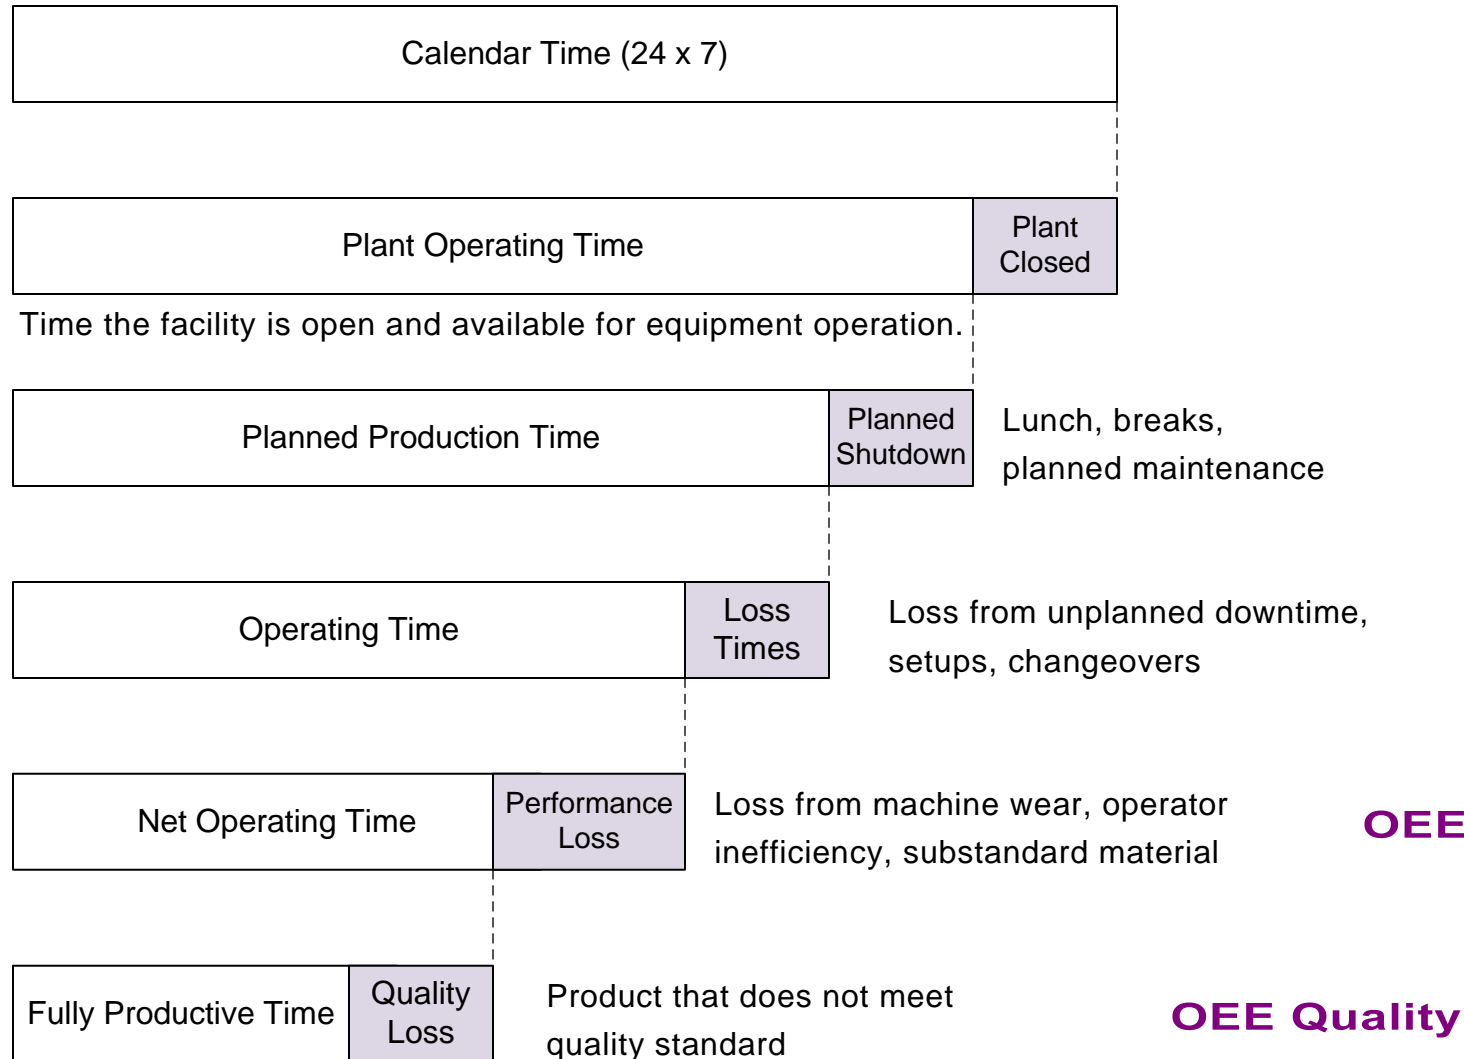 Calendar Time (24 x 7)
Plant Operating Time
Plant
Closed
Time the facility is open and available for equipment operation.
Planned Production Time
Planned
Shutdown
Lunch, breaks,
planned maintenance
Operating Time
Loss
Times
Loss from unplanned downtime,
setups, changeovers
Net Operating Time
Performance
Loss
Loss from machine wear, operator
inefficiency, substandard material
OEE
Fully Productive Time
Quality
Loss
Product that does not meet
quality standard
OEE Quality